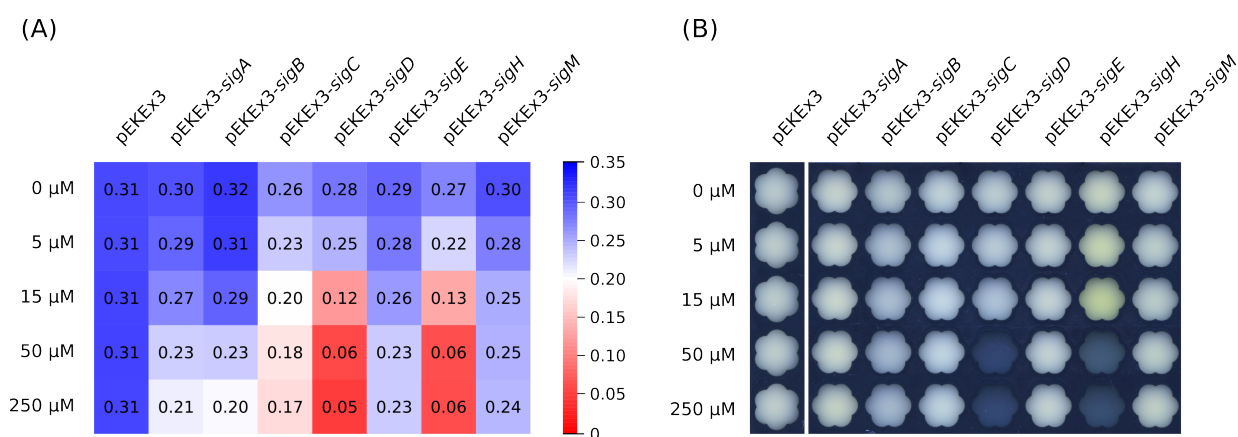 (A)
pEKEx3
pEKEx3-sigA
pEKEx3-sigB
pEKEx3-sigC
pEKEx3-sigD
pEKEx3-sigE
pEKEx3-sigH
pEKEx3-sigM
0 µM 0.31 0.30 0.32 0.26 0.28 0.29 0.27 0.30
5 µM 0.31 0.29 0.31 0.23 0.25 0.28 0.22 0.28
15 µM 0.31 0.27 0.29 0.20 0.12 0.26 0.13 0.25
50 µM 0.31 0.23 0.23 0.18 0.06 0.23 0.06 0.25
250 µM 0.31 0.21 0.20 0.17 0.05 0.23 0.06 0.24
0.35
0.30
0.25
0.20
0.15
0.10
0.05
0
(B)
pEKEx3
pEKEx3-sigA
pEKEx3-sigB
pEKEx3-sigC
pEKEx3-sigD
pEKEx3-sigE
pEKEx3-sigH
pEKEx3-sigM
0 µM
5 µM
15 µM
50 µM
250 µM